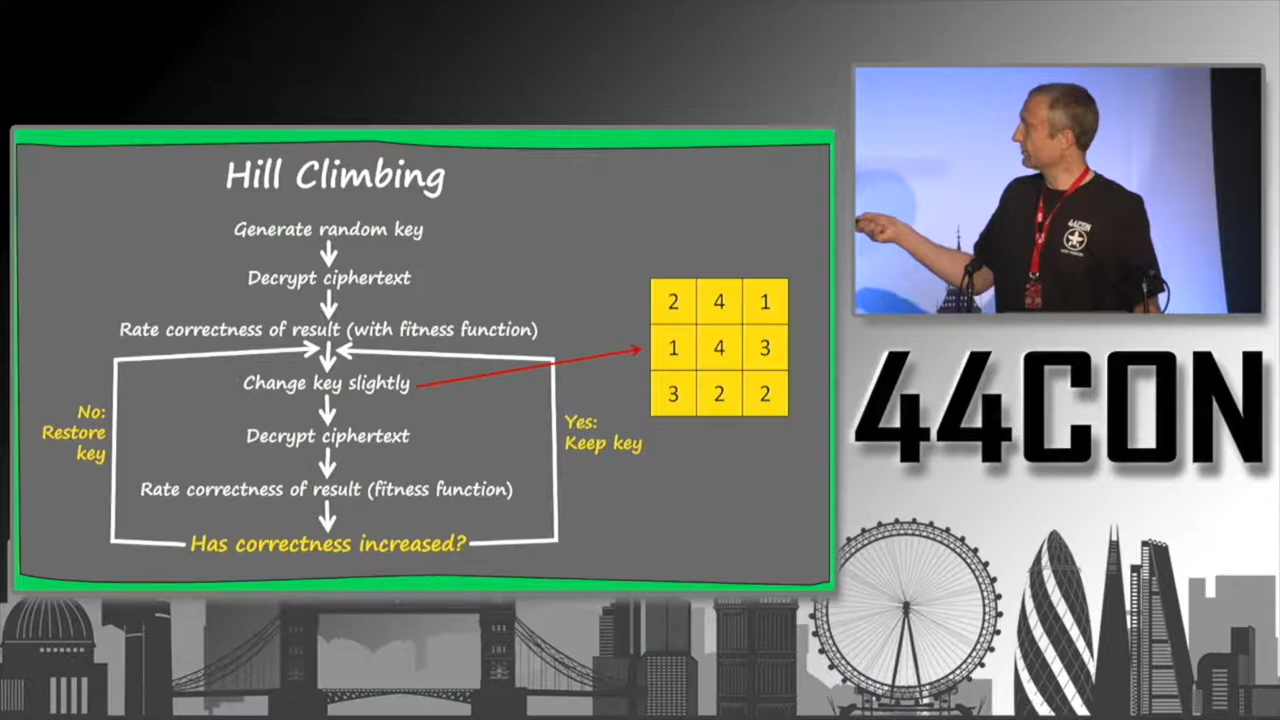 Hill Climbing
Generate random key
Decrypt ciphertext
Rate correctness of result (with fitness function)
Change key slightly
Decrypt ciphertext
Rate correctness of result (fitness function)
Has correctness increased?
No:
Restore
key
Yes:
Keep key
2 4 1
1 4 3
3 2 2
44CON
44CON